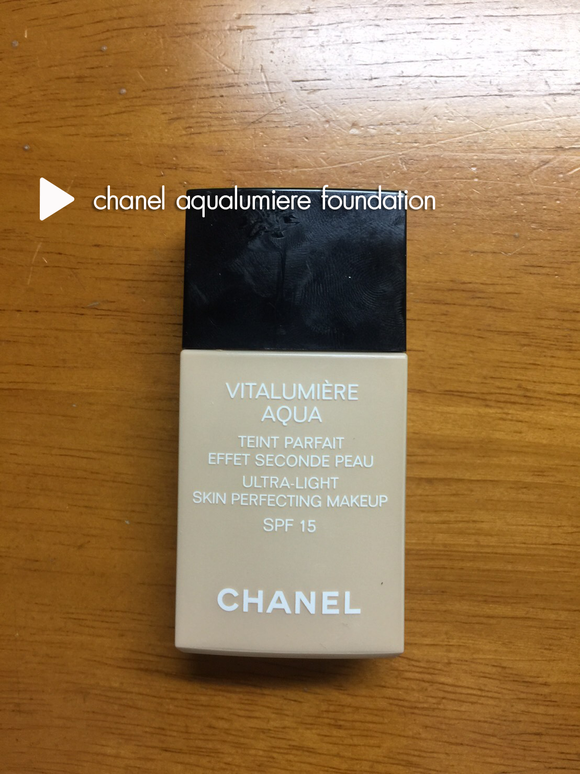 chanel aqualumiere foundation
VITALUMIÈRE
AQUA
TEINT PARFAIT
EFFET SECONDE PEAU
ULTRA-LIGHT
SKIN PERFECTING MAKEUP
SPF 15
CHANEL